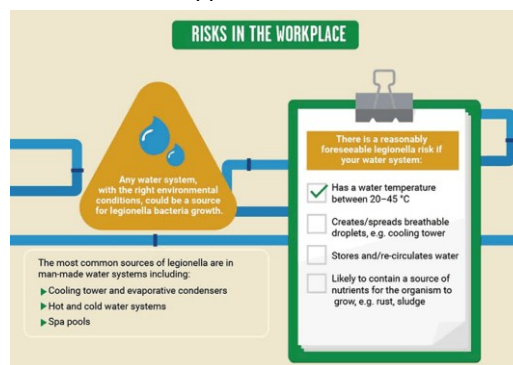 RISKS IN THE WORKPLACE
Any water system,
with the right environmental
conditions, could be a source
for legionella bacteria growth.
The most common sources of legionella are in
man-made water systems including:
Cooling tower and evaporative condensers
Hot and cold water systems
Spa pools
There is a reasonably
foreseeable legionella risk if
your water system:
Has a water temperature
between 20–45 °C
Creates/spreads breathable
droplets, e.g. cooling tower
Stores and/re-circulates water
Likely to contain a source of
nutrients for the organism to
grow, e.g. rust, sludge